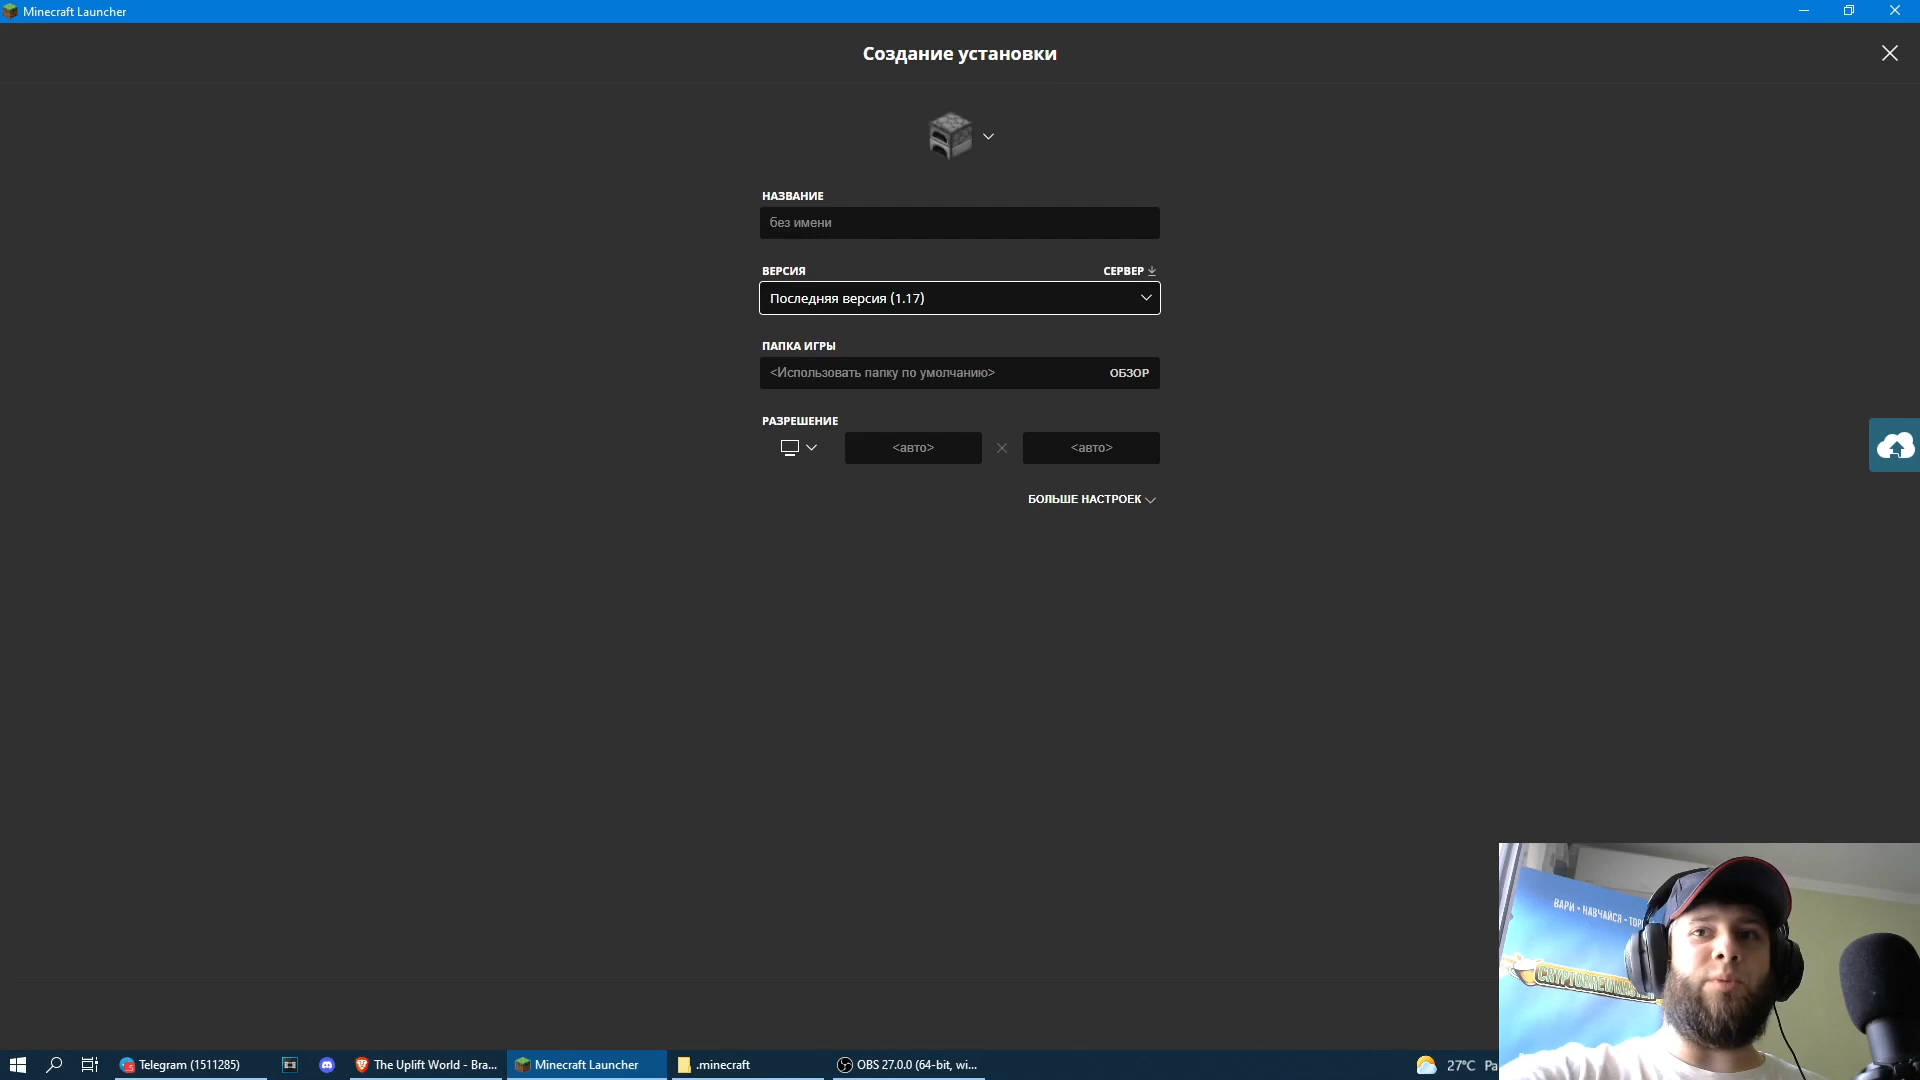 Minecraft Launcher
Создание установки
НАЗВАНИЕ
без имени
ВЕРСИЯ
СЕРВЕР
Последняя версия (1.17)
ПАПКА ИГРЫ
<Использовать папку по умолчанию>
ОБЗОР
РАЗРЕШЕНИЕ
<авто>
<авто>
БОЛЬШЕ НАСТРОЕК
ВАРИ - НАВЧАЙСЯ -
Telegram (1511285)
The Uplift World - Bra...
Minecraft Launcher
.minecraft
OBS 27.0.0 (64-bit, wi...
27°C